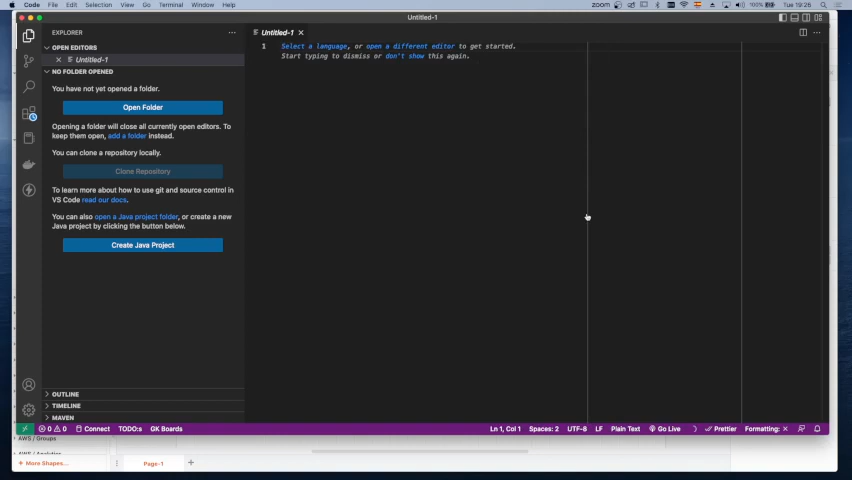 Code File Edit Selection View Go Terminal Window Help
zoom 100% Tue 19:26
Untitled-1
EXPLORER
OPEN EDITORS
Untitled-1
NO FOLDER OPENED
You have not yet opened a folder.
Open Folder
Opening a folder will close all currently open editors. To
keep them open, add a folder instead.
You can clone a repository locally.
Clone Repository
To learn more about how to use git and source control in
VS Code read our docs.
You can also open a Java project folder, or create a new
Java project by clicking the button below.
Create Java Project
OUTLINE
TIMELINE
MAVEN
Untitled-1
1 Select a language, or open a different editor to get started.
Start typing to dismiss or don't show this again.
0 0 Connect TODO:s GK Boards
Ln 1, Col 1 Spaces: 2 UTF-8 LF Plain Text Go Live Prettier Formatting: ×
AWS / Groups
AWS / Analytics
+ More Shapes...
Page-1